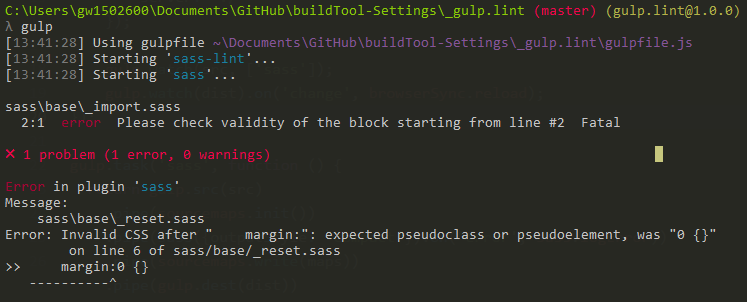 C:\Users\gw1502600\Documents\GitHub\buildTool-Settings\_gulp.lint (master) (gulp.lint@1.0.0)
λ gulp
[13:41:28] Using gulpfile ~\Documents\GitHub\buildTool-Settings\_gulp.lint\gulpfile.js
[13:41:28] Starting 'sass-lint'...
[13:41:28] Starting 'sass'...

sass\base\_import.sass
  2:1  error  Please check validity of the block starting from line #2  Fatal

✕ 1 problem (1 error, 0 warnings)

Error in plugin 'sass'
Message:
    sass\base\_reset.sass
Error: Invalid CSS after "    margin:": expected pseudoclass or pseudoelement, was "0 {}"
        on line 6 of sass/base/_reset.sass
>>     margin:0 {}
   ----------^